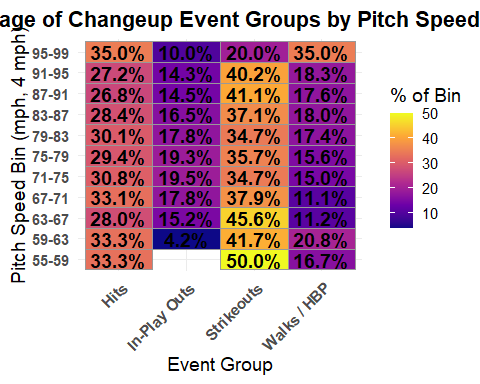 age of Changeup Event Groups by Pitch Speed
Pitch Speed Bin (mph, 4 mph)
95-99 35.0% 10.0% 20.0% 35.0%
91-95 27.2% 14.3% 40.2% 18.3%
87-91 26.8% 14.5% 41.1% 17.6%
83-87 28.4% 16.5% 37.1% 18.0%
79-83 30.1% 17.8% 34.7% 17.4%
75-79 29.4% 19.3% 35.7% 15.6%
71-75 30.8% 19.5% 34.7% 15.0%
67-71 33.1% 17.8% 37.9% 11.1%
63-67 28.0% 15.2% 45.6% 11.2%
59-63 33.3% 4.2% 41.7% 20.8%
55-59 33.3% 50.0% 16.7%
Hits In-Play Outs Strikeouts Walks / HBP
Event Group
% of Bin
50
40
30
20
10